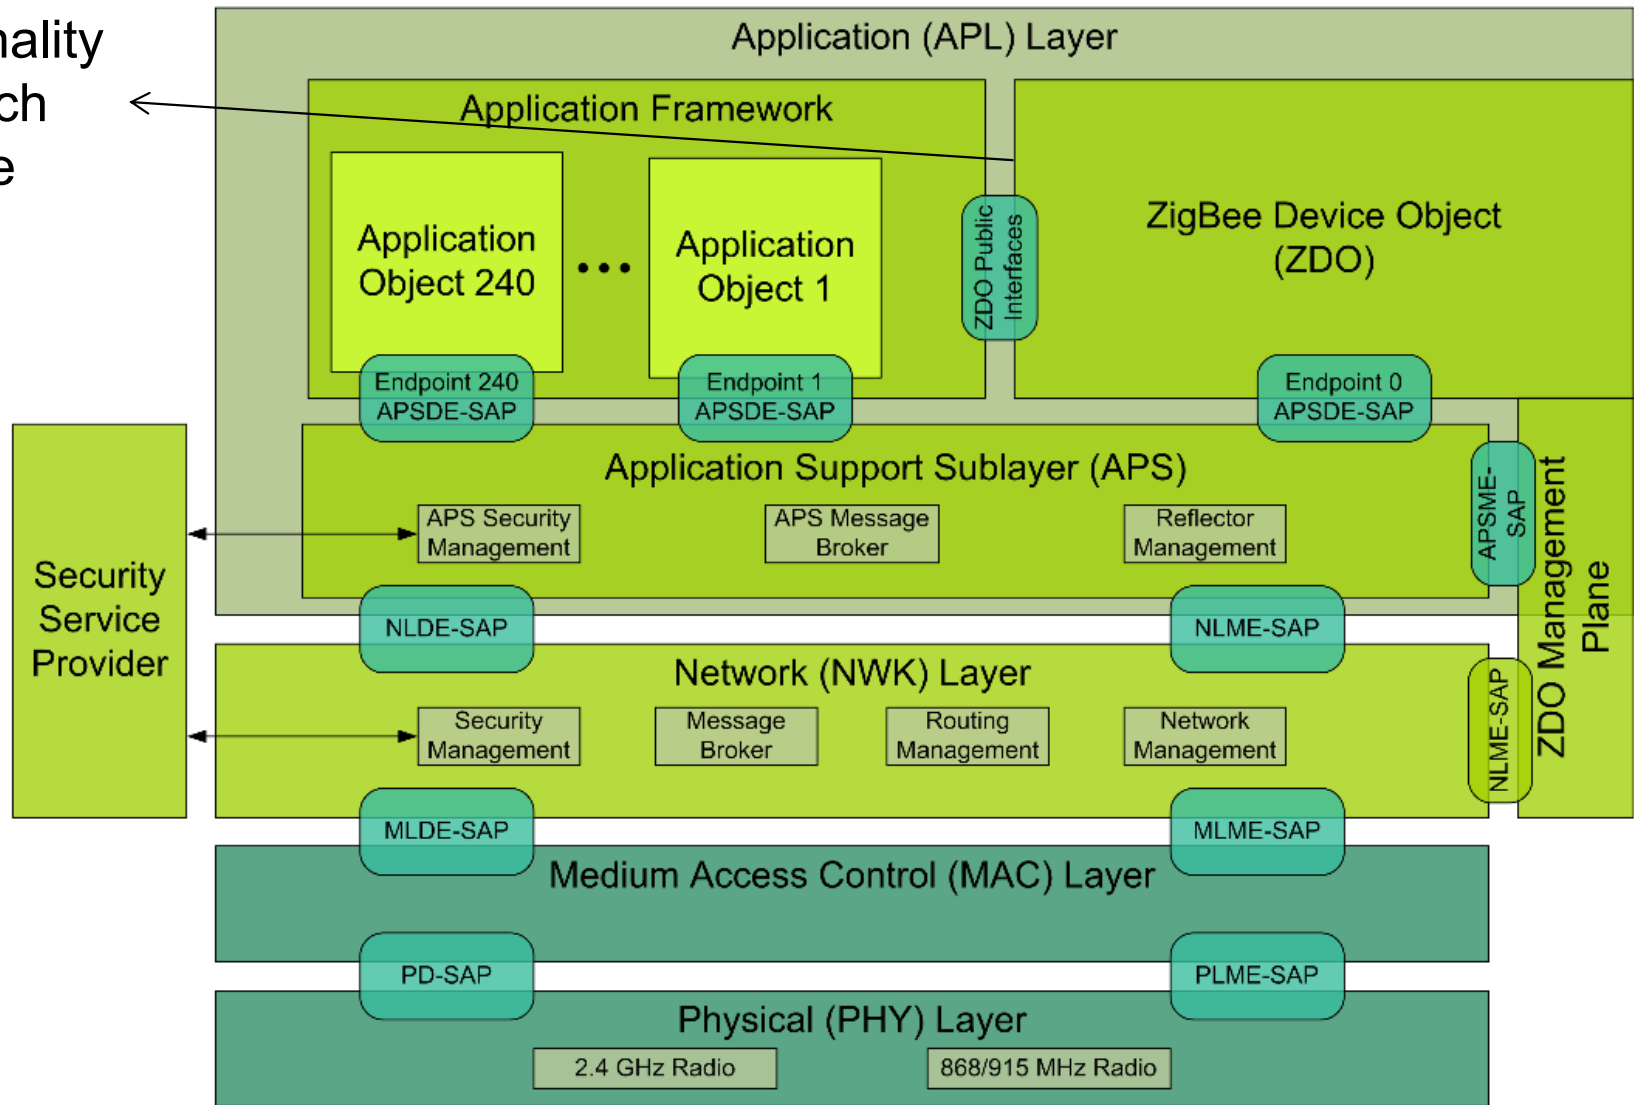 Application (APL) Layer
Application Framework
Application
Object 240
•••
Application
Object 1
ZDO Public
Interfaces
ZigBee Device Object
(ZDO)
Endpoint 240
APSDE-SAP
Endpoint 1
APSDE-SAP
Endpoint 0
APSDE-SAP
Application Support Sublayer (APS)
APS Security
Management
APS Message
Broker
Reflector
Management
APSME-
SAP
ZDO Management
Plane
Security
Service
Provider
NLDE-SAP
NLME-SAP
Network (NWK) Layer
Security
Management
Message
Broker
Routing
Management
Network
Management
NLME-SAP
MLDE-SAP
MLME-SAP
Medium Access Control (MAC) Layer
PD-SAP
PLME-SAP
Physical (PHY) Layer
2.4 GHz Radio
868/915 MHz Radio